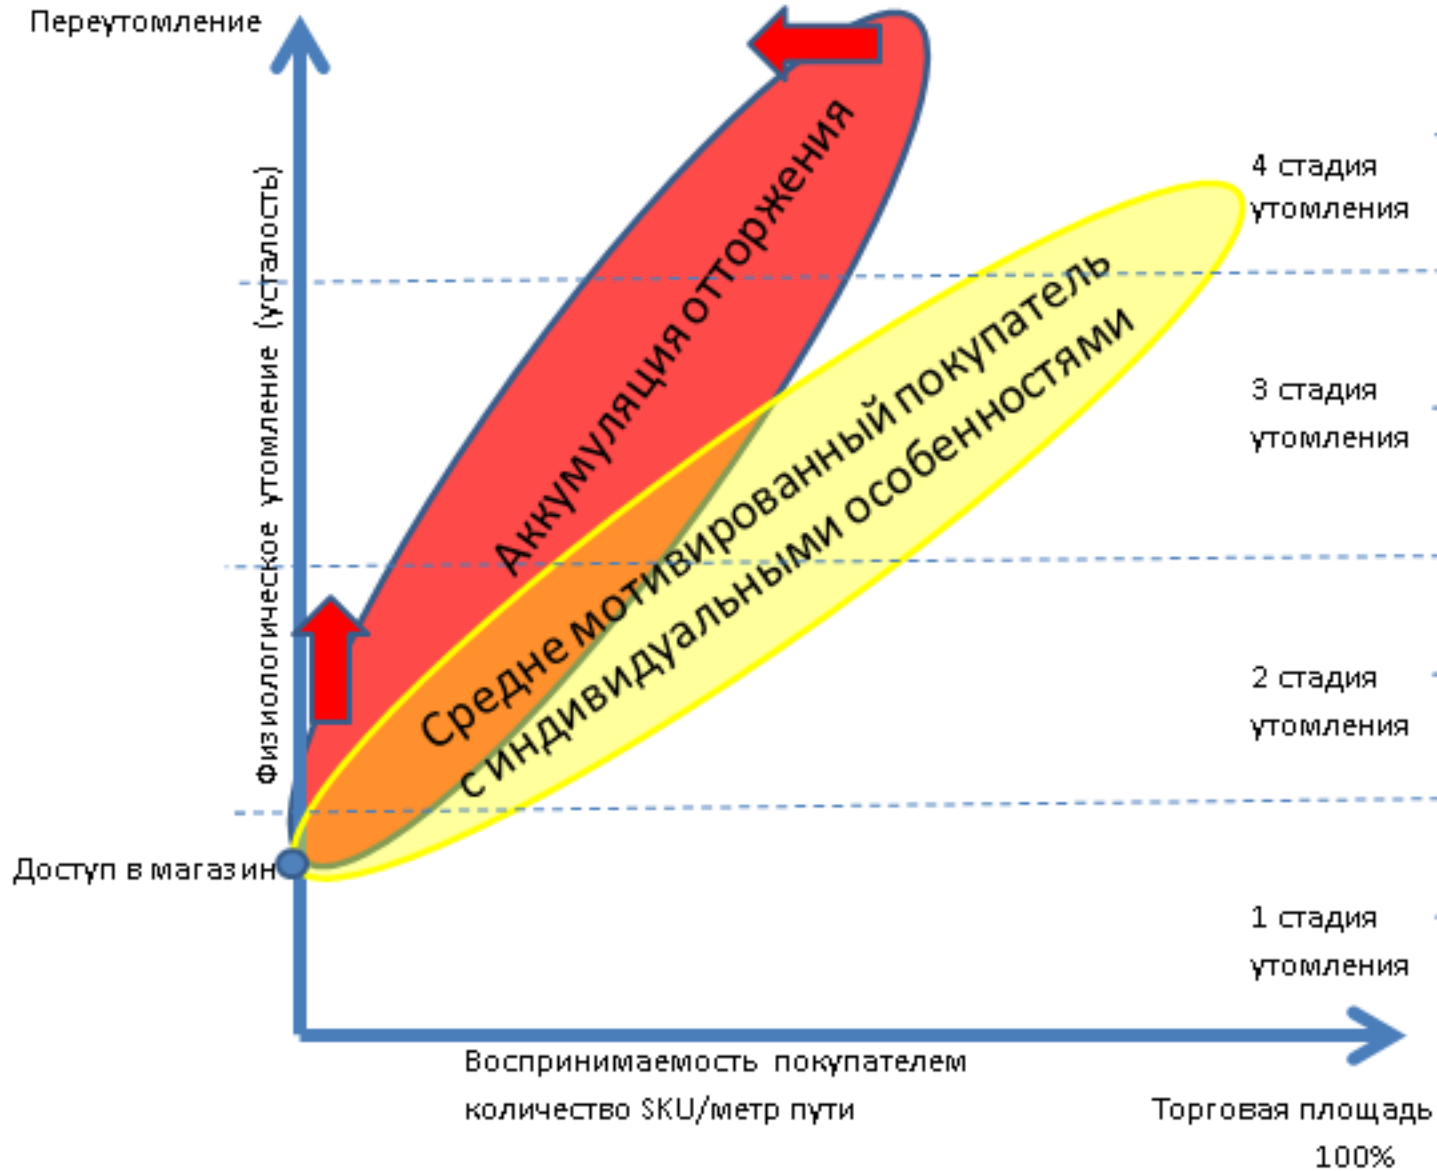 Переутомление
Физиологическое утомление (усталость)
Аккумуляция отторжения
Средне мотивированный покупатель
с индивидуальными особенностями
4 стадия
утомления
3 стадия
утомления
2 стадия
утомления
Доступ в магазин
1 стадия
утомления
Воспринимаемость покупателем
количество SKU/метр пути
Торговая площадь
100%